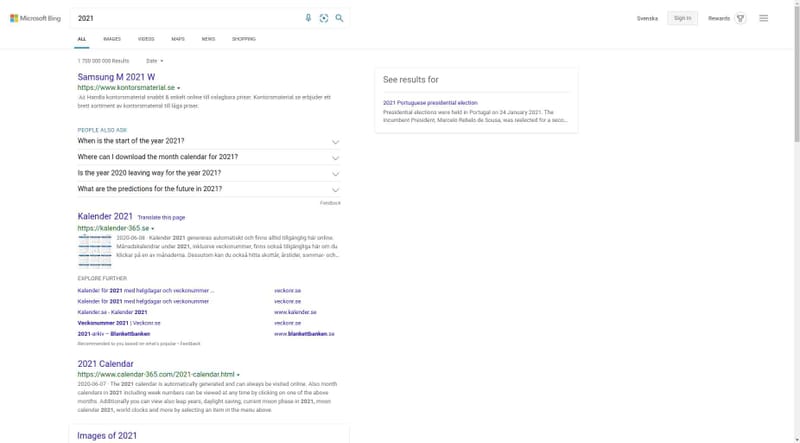 Microsoft Bing
2021
Svenska
Sign in
Rewards
ALL
IMAGES
VIDEOS
MAPS
NEWS
SHOPPING
1 700 000 000 Results
Date
Samsung M 2021 W
https://www.kontorsmaterial.se
Ad Handla kontorsmaterial snabbt & enkelt online till oslagbara priser. Kontorsmaterial.se erbjuder ett
brett sortiment av kontorsmaterial till låga priser.
PEOPLE ALSO ASK
When is the start of the year 2021?
Where can I download the month calendar for 2021?
Is the year 2020 leaving way for the year 2021?
What are the predictions for the future in 2021?
Feedback
Kalender 2021 Translate this page
https://kalender-365.se
2020-06-08 · Kalender 2021 genereras automatiskt och finns alltid tillgänglig här online.
Månadskalendrar under 2021, inklusive veckonummer, finns också tillgängliga här om du
klickar på en av månaderna. Dessutom kan du också hitta skottår, årstider, sommar- och...
EXPLORE FURTHER
Kalender för 2021 med helgdagar och veckonummer ...
veckonr.se
Kalender för 2021 med helgdagar och veckonummer
veckonr.se
Kalender.se - Kalender 2021
www.kalender.se
Veckonummer 2021 | Veckonr.se
veckonr.se
2021-arkiv – Blankettbanken
www.blankettbanken.se
Recommended to you based on what's popular • Feedback
2021 Calendar
https://www.calendar-365.com/2021-calendar.html
2020-06-07 · The 2021 calendar is automatically generated and can always be visited online. Also month
calendars in 2021 including week numbers can be viewed at any time by clicking on one of the above
months. Additionally you can view also leap years, daylight saving, current moon phase in 2021, moon
calendar 2021, world clocks and more by selecting an item in the menu above.
Images of 2021
See results for
2021 Portuguese presidential election
Presidential elections were held in Portugal on 24 January 2021. The
incumbent President, Marcelo Rebelo de Sousa, was reelected for a seco...